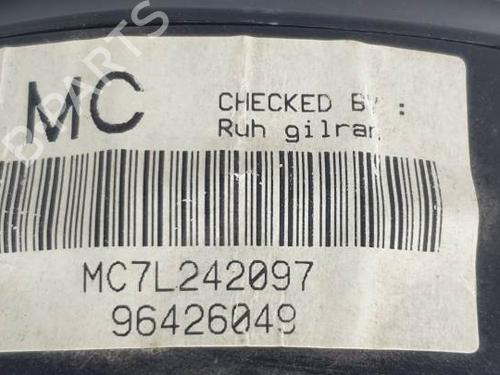 MC
CHECKED BY :
Ruh gilran
MC7L242097
96426049